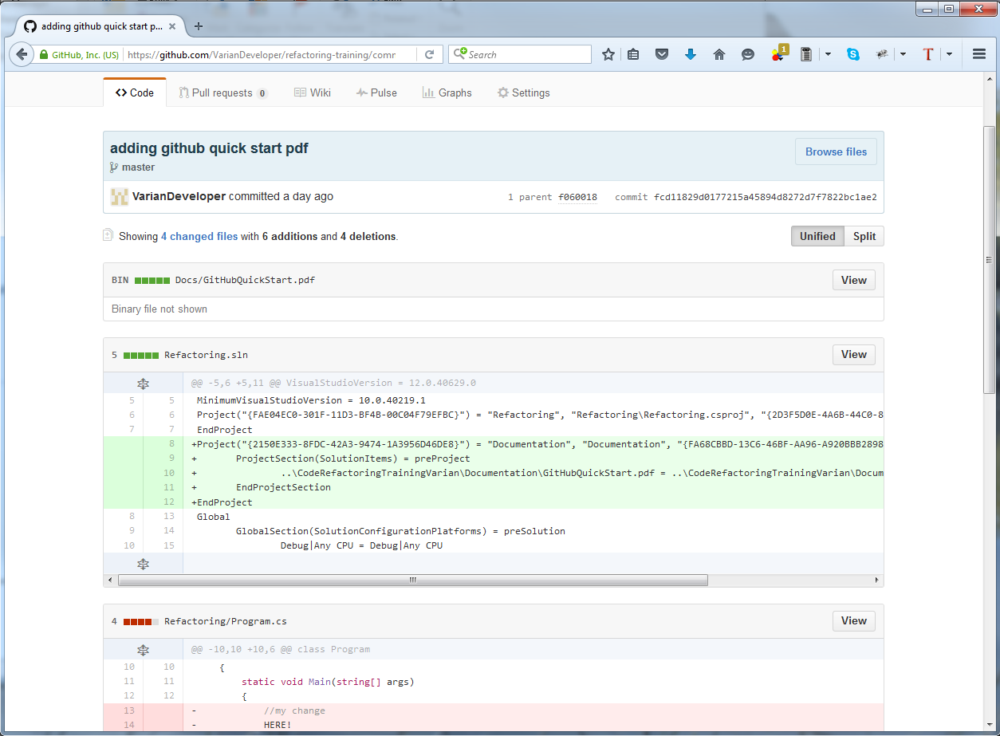 adding github quick start p...
GitHub, Inc. (US) https://github.com/VarianDeveloper/refactoring-training/comm
Search
1
T
Code
Pull requests 0
Wiki
Pulse
Graphs
Settings
adding github quick start pdf
Browse files
master
VarianDeveloper committed a day ago
1 parent f060018 commit fcd11829d0177215a45894d8272d7f7822bc1ae2
Showing 4 changed files with 6 additions and 4 deletions.
Unified Split
BIN Docs/GitHubQuickStart.pdf
View
Binary file not shown
5 Refactoring.sln
View
@@ -5,6 +5,11 @@ VisualStudioVersion = 12.0.40629.0
5 5 MinimumVisualStudioVersion = 10.0.40219.1
6 6 Project("{FAE04EC0-301F-11D3-BF4B-00C04F79EFBC}") = "Refactoring", "Refactoring\Refactoring.csproj", "{2D3F5D0E-4A6B-44C0-8
7 7 EndProject
8 +Project("{2150E333-8FDC-42A3-9474-1A3956D46DE8}") = "Documentation", "Documentation", "{FA68CBBD-13C6-46BF-AA96-A920BBB2898
9 + ProjectSection(SolutionItems) = preProject
10 + ..\CodeRefactoringTrainingVarian\Documentation\GitHubQuickStart.pdf = ..\CodeRefactoringTrainingVarian\Docum
11 + EndProjectSection
12 +EndProject
8 13 Global
9 14 GlobalSection(SolutionConfigurationPlatforms) = preSolution
10 15 Debug|Any CPU = Debug|Any CPU
4 Refactoring/Program.cs
View
@@ -10,10 +10,6 @@ class Program
10 10 {
11 11 static void Main(string[] args)
12 12 {
13 - //my change
14 - HERE!